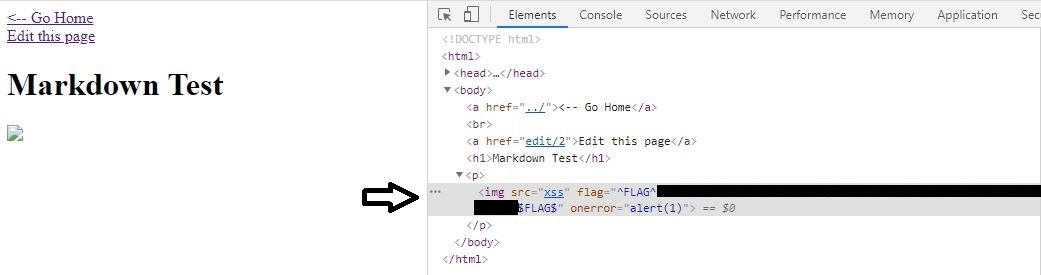 <-- Go Home
Edit this page
Markdown Test
Elements Console Sources Network Performance Memory Application Sec
<!DOCTYPE html>
<html>
<head>…</head>
<body>
<a href="../"><-- Go Home</a>
<br>
<a href="edit/2">Edit this page</a>
<h1>Markdown Test</h1>
<p>
<img src="xss" flag="^FLAG^
$FLAG$" onerror="alert(1)"> == $0
</p>
</body>
</html>